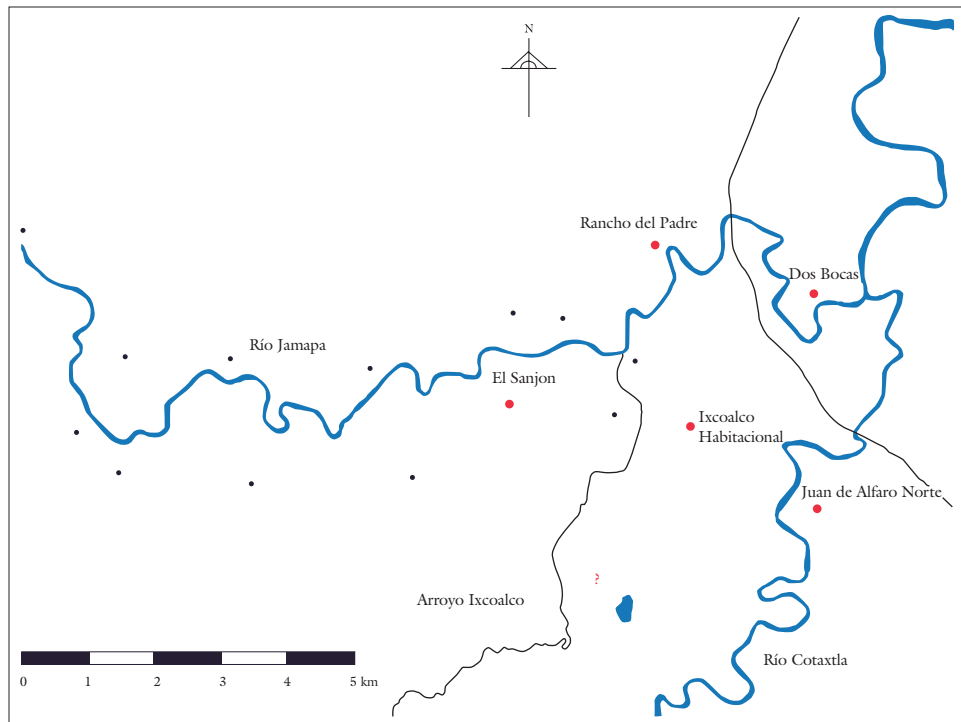 N
Rancho del Padre
Dos Bocas
Río Jamapa
El Sanjon
Ixcoalco
Habitacional
Juan de Alfaro Norte
?
Arroyo Ixcoalco
Río Cotaxtla
0 1 2 3 4 5 km